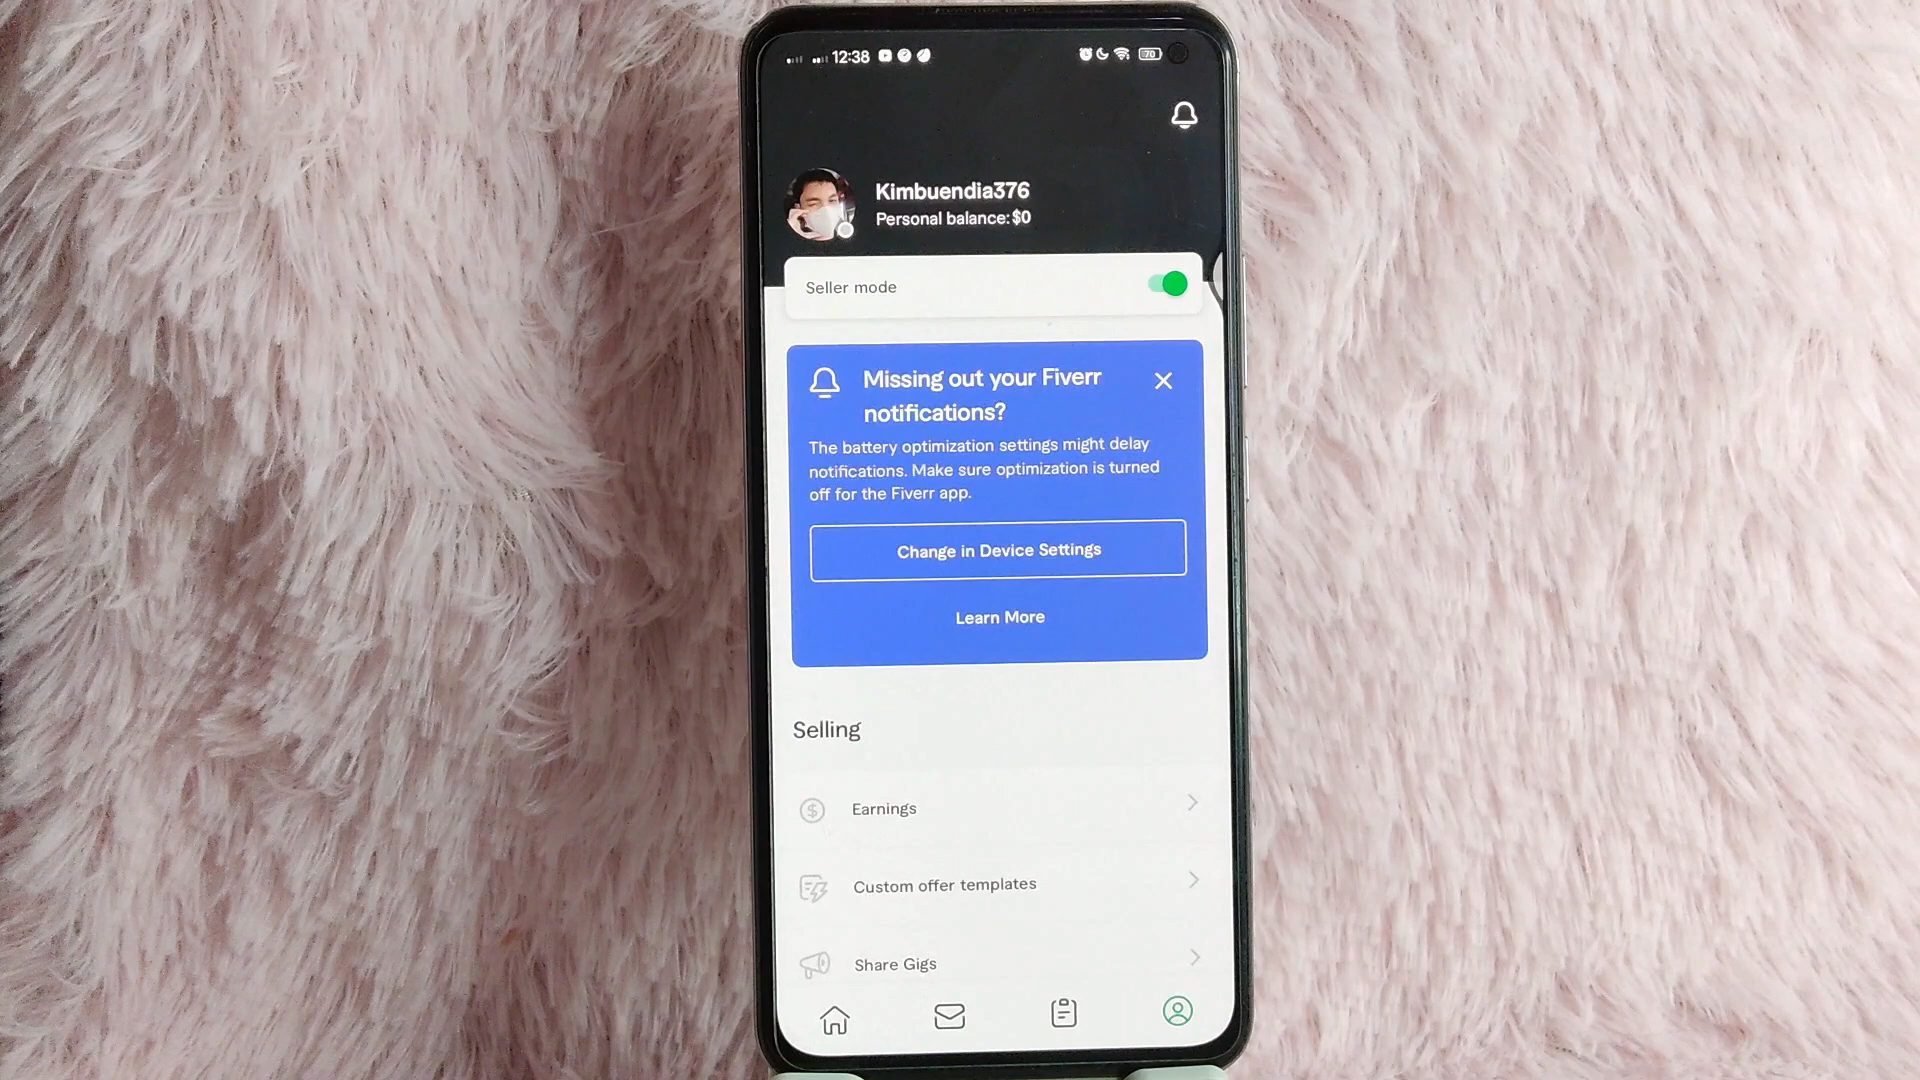 12:38
70
Kimbuendia376
Personal balance: $0
Seller mode
Missing out your Fiverr
notifications?
The battery optimization settings might delay
notifications. Make sure optimization is turned
off for the Fiverr app.
Change in Device Settings
Learn More
Selling
Earnings
Custom offer templates
Share Gigs